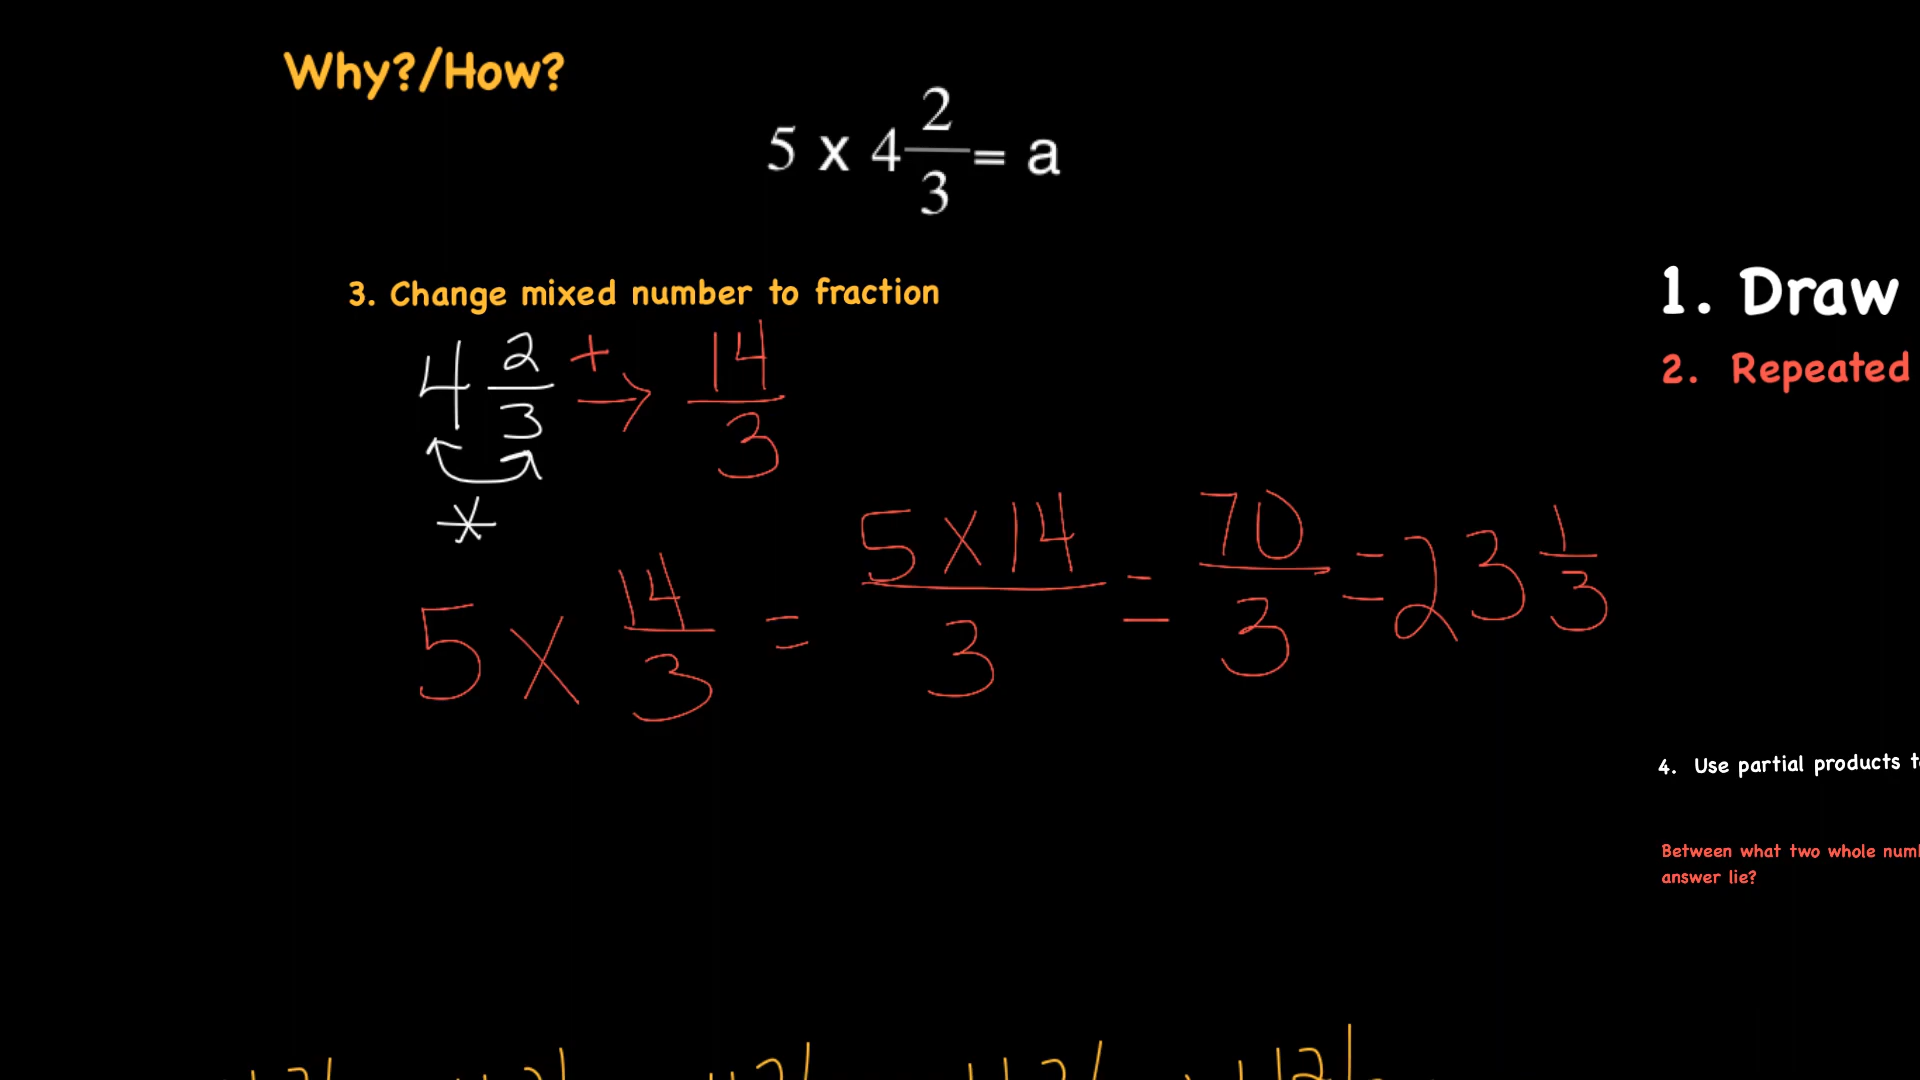 Why?/How?
5 x 4 2/3 = a
3. Change mixed number to fraction
4 2/3 + → 14/3
*
5 x 14/3 = 5 x 14/3 = 70/3 = 23 1/3
1. Draw
2. Repeated
4. Use partial products
Between what two whole
answer lie?